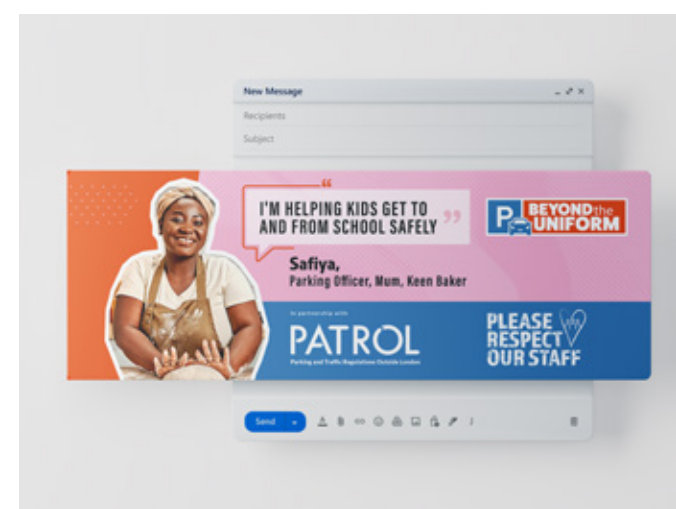 New Message
Recipients
Subject
I'M HELPING KIDS GET TO
AND FROM SCHOOL SAFELY
Safiya,
Parking Officer, Mum, Keen Baker
P
BEYOND the
UNIFORM
In partnership with
PATROL
Parking and Traffic Regulations Outside London
PLEASE
RESPECT
OUR STAFF
Send